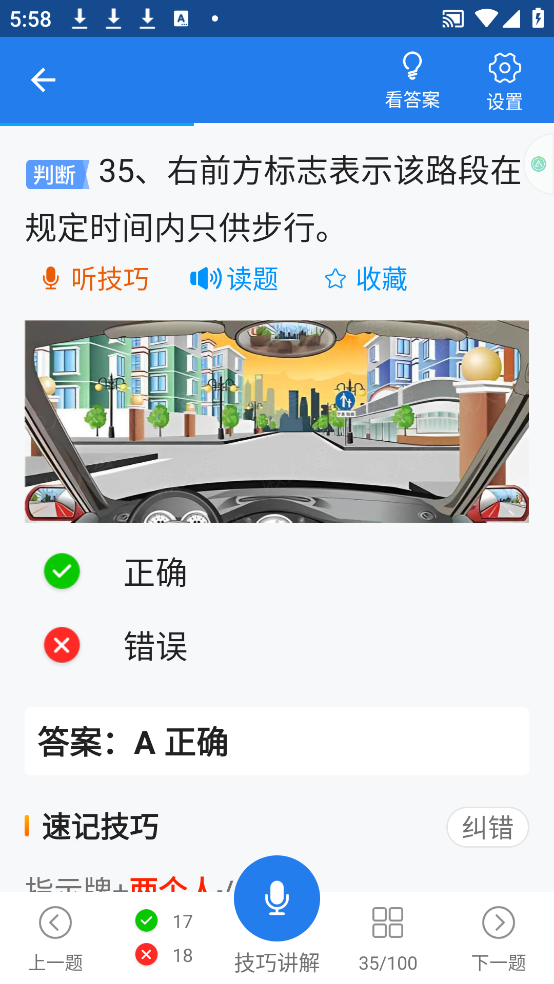 5:58
A
看答案
设置
判断 35、右前方标志表示该路段在
规定时间内只供步行。
听技巧
读题
收藏
正确
错误
答案：A 正确
速记技巧
纠错
指示牌+两个人
上一题
17
18
技巧讲解
35/100
下一题